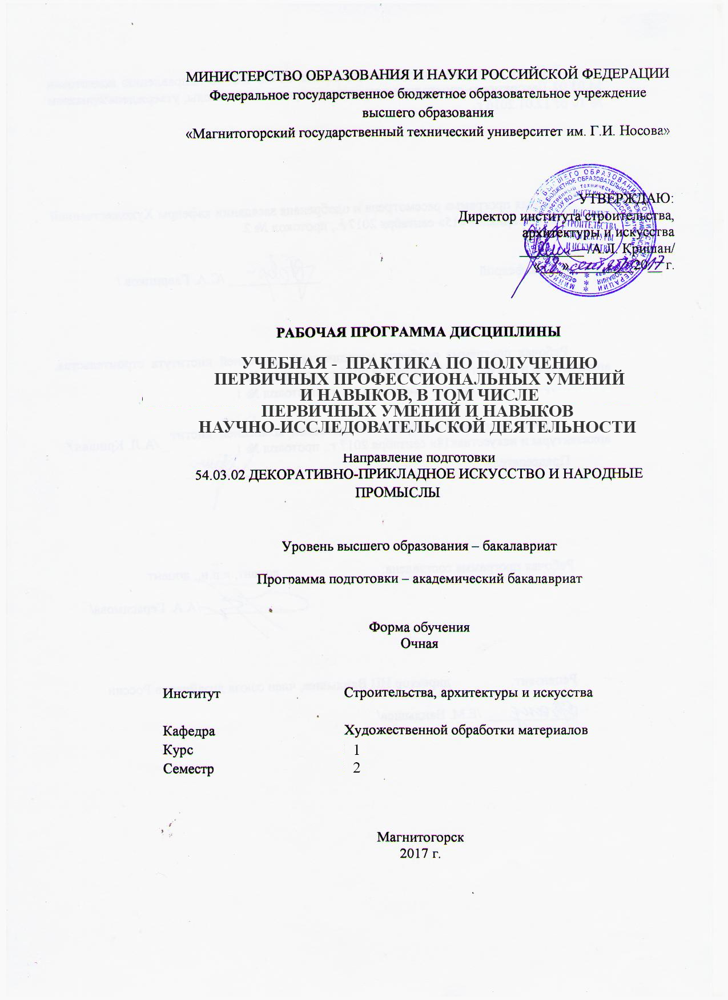 МИНИСТЕРСТВО ОБРАЗОВАНИЯ И НАУКИ РОССИЙСКОЙ ФЕДЕРАЦИИ
Федеральное государственное бюджетное образовательное учреждение
высшего образования
«Магнитогорский государственный технический университет им. Г.И. Носова»
УТВЕРЖДАЮ:
Директор института строительства,
архитектуры и искусства
/А.Л. Кришан/
« » сентября 2017 г.
РАБОЧАЯ ПРОГРАММА ДИСЦИПЛИНЫ
УЧЕБНАЯ - ПРАКТИКА ПО ПОЛУЧЕНИЮ
ПЕРВИЧНЫХ ПРОФЕССИОНАЛЬНЫХ УМЕНИЙ
И НАВЫКОВ, В ТОМ ЧИСЛЕ
ПЕРВИЧНЫХ УМЕНИЙ И НАВЫКОВ
НАУЧНО-ИССЛЕДОВАТЕЛЬСКОЙ ДЕЯТЕЛЬНОСТИ
Направление подготовки
54.03.02 ДЕКОРАТИВНО-ПРИКЛАДНОЕ ИСКУССТВО И НАРОДНЫЕ
ПРОМЫСЛЫ
Уровень высшего образования – бакалавриат
Программа подготовки – академический бакалавриат
Форма обучения
Очная
Институт Строительства, архитектуры и искусства
Кафедра Художественной обработки материалов
Курс 1
Семестр 2
Магнитогорск
2017 г.